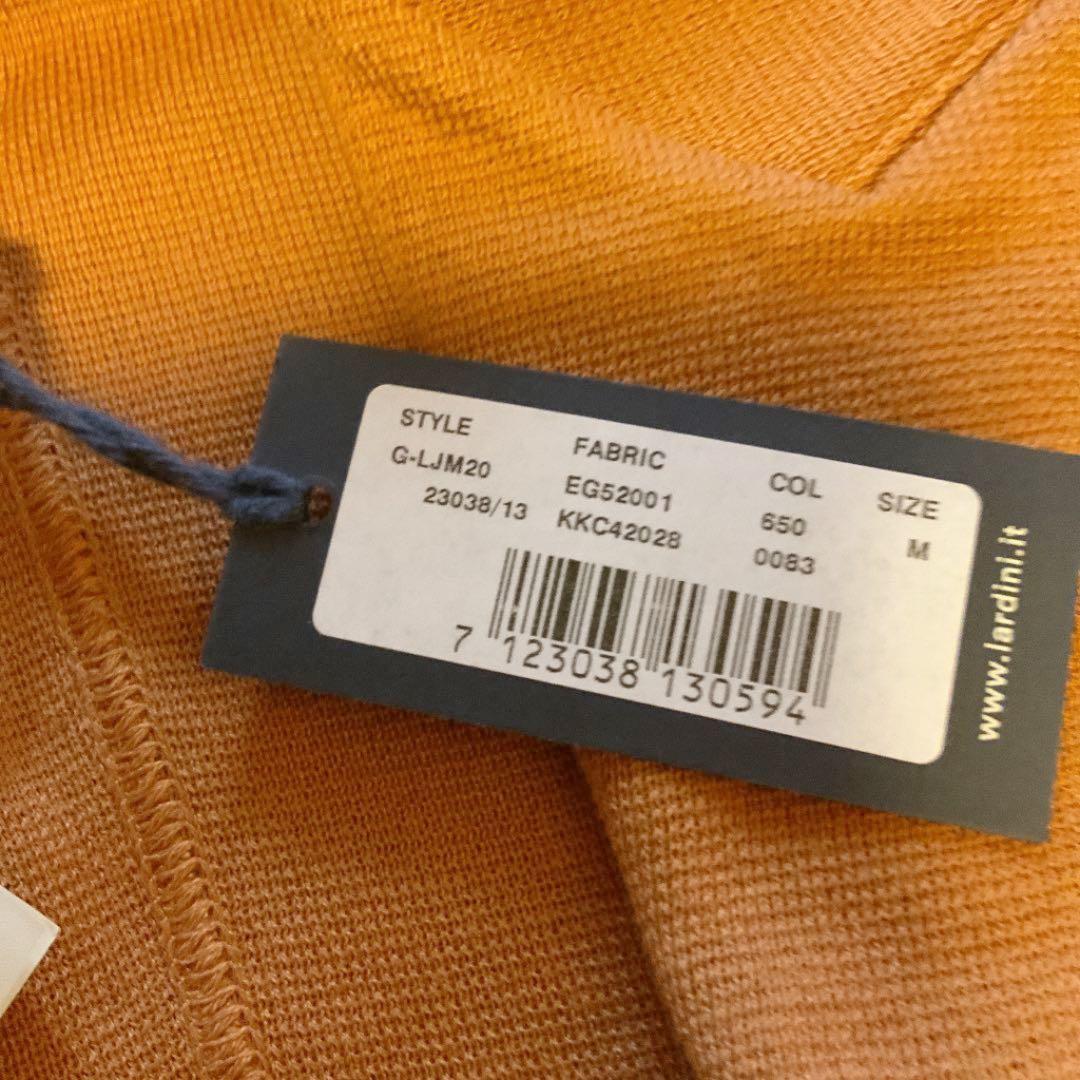 STYLE FABRIC COL SIZE
G-LJM20 EG52001 650 M
23038/13 KKC42028 0083
7 123038 130594
www.lardini.it